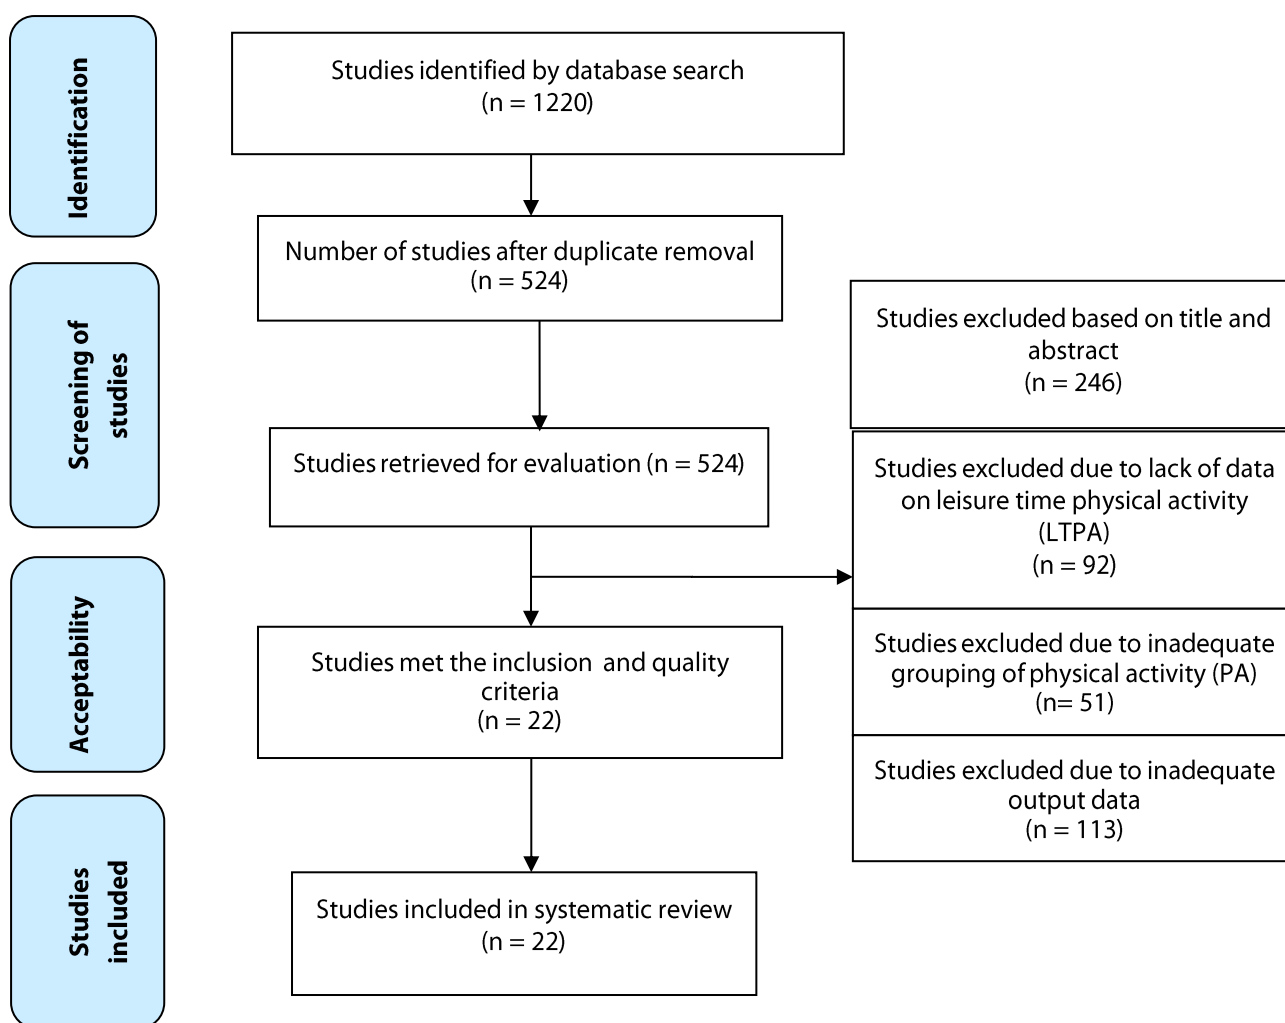 Identification
Studies identified by database search
(n = 1220)
Number of studies after duplicate removal
(n = 524)
Screening of
studies
Studies excluded based on title and
abstract
(n = 246)
Studies retrieved for evaluation (n = 524)
Studies excluded due to lack of data
on leisure time physical activity
(LTPA)
(n = 92)
Acceptability
Studies met the inclusion and quality
criteria
(n = 22)
Studies excluded due to inadequate
grouping of physical activity (PA)
(n= 51)
Studies excluded due to inadequate
output data
(n = 113)
Studies
included
Studies included in systematic review
(n = 22)